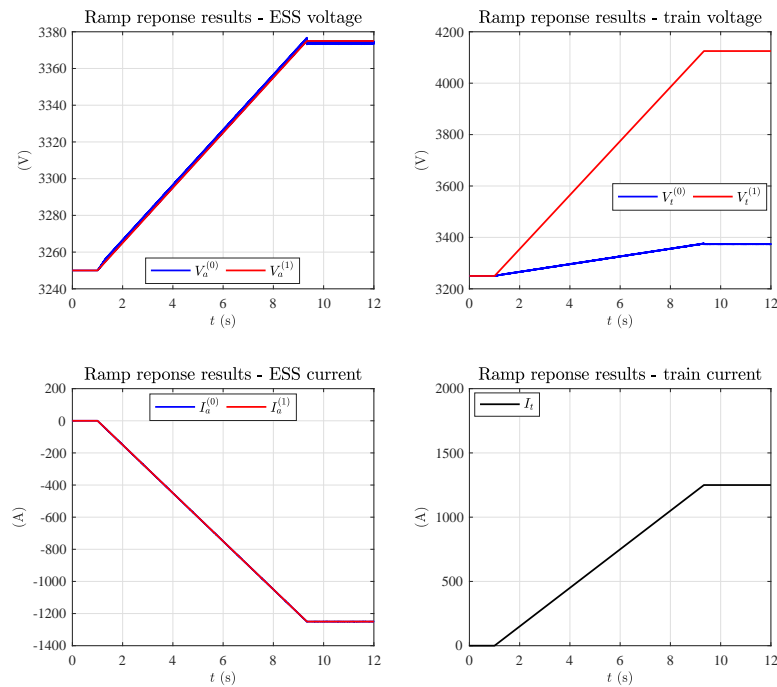 Ramp reponse results - ESS voltage
3380
3360
3340
3320
3300
3280
3260
3240
(V)
V_a^{(0)} V_a^{(1)}
0 2 4 6 8 10 12
t (s)
Ramp reponse results - train voltage
4200
4000
3800
3600
3400
3200
(V)
V_t^{(0)} V_t^{(1)}
0 2 4 6 8 10 12
t (s)
Ramp reponse results - ESS current
200
0
-200
-400
-600
-800
-1000
-1200
-1400
(A)
I_a^{(0)} I_a^{(1)}
0 2 4 6 8 10 12
t (s)
Ramp reponse results - train current
2000
1500
1000
500
0
(A)
I_t
0 2 4 6 8 10 12
t (s)